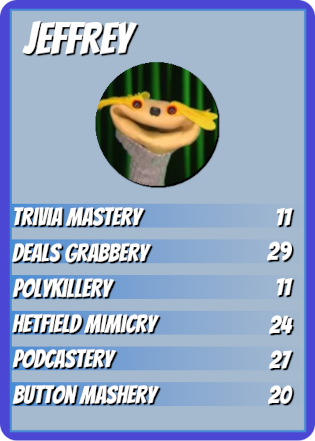 JEFFREY
TRIVIA MASTERY 11
DEALS GRABBERY 29
POLYKILLERY 11
HETFIELD MIMICRY 24
PODCASTERY 27
BUTTON MASHERY 20